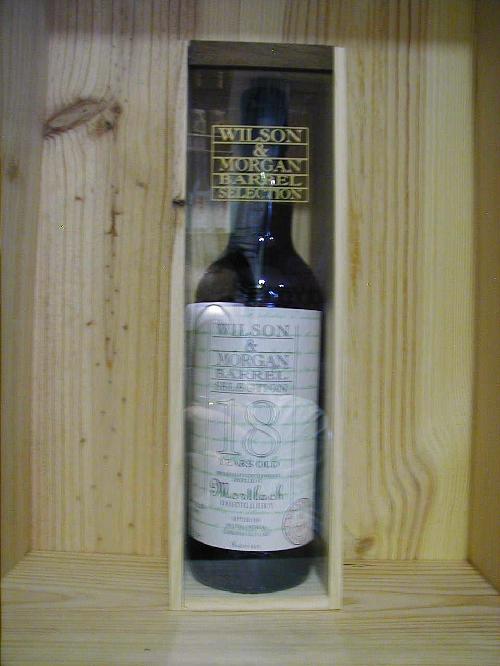 WILSON
&
MORGAN
BARREL
SELECTION
WILSON
&
MORGAN
BARREL
SELECTION
18
YEARS OLD
Mortlach